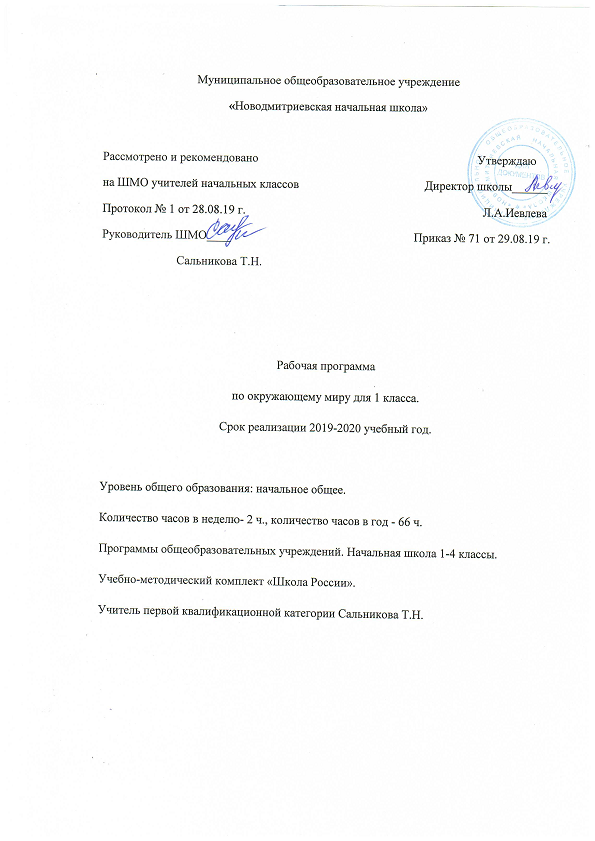 Муниципальное общеобразовательное учреждение
«Новодмитриевская начальная школа»
Рассмотрено и рекомендовано
на ШМО учителей начальных классов
Протокол № 1 от 28.08.19 г.
Руководитель ШМО
Сальникова Т.Н.
Утверждаю
Директор школы
Л.А.Иевлева
Приказ № 71 от 29.08.19 г.
Рабочая программа
по окружающему миру для 1 класса.
Срок реализации 2019-2020 учебный год.
Уровень общего образования: начальное общее.
Количество часов в неделю- 2 ч., количество часов в год - 66 ч.
Программы общеобразовательных учреждений. Начальная школа 1-4 классы.
Учебно-методический комплект «Школа России».
Учитель первой квалификационной категории Сальникова Т.Н.